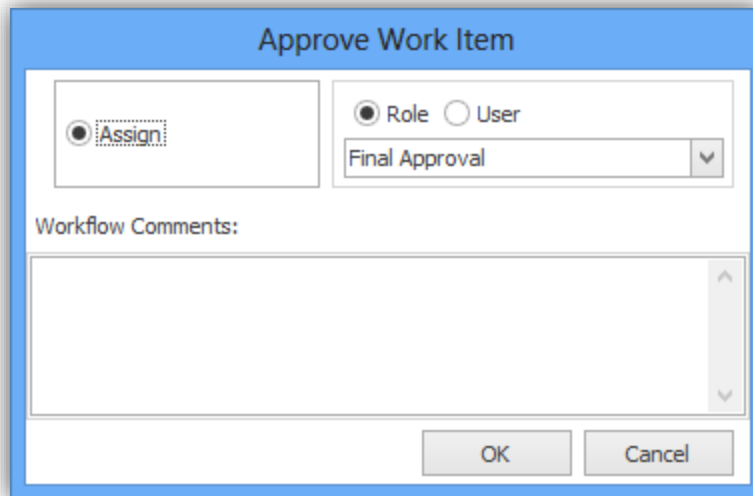 Approve Work Item
Assign
Role User
Final Approval
Workflow Comments:
OK Cancel